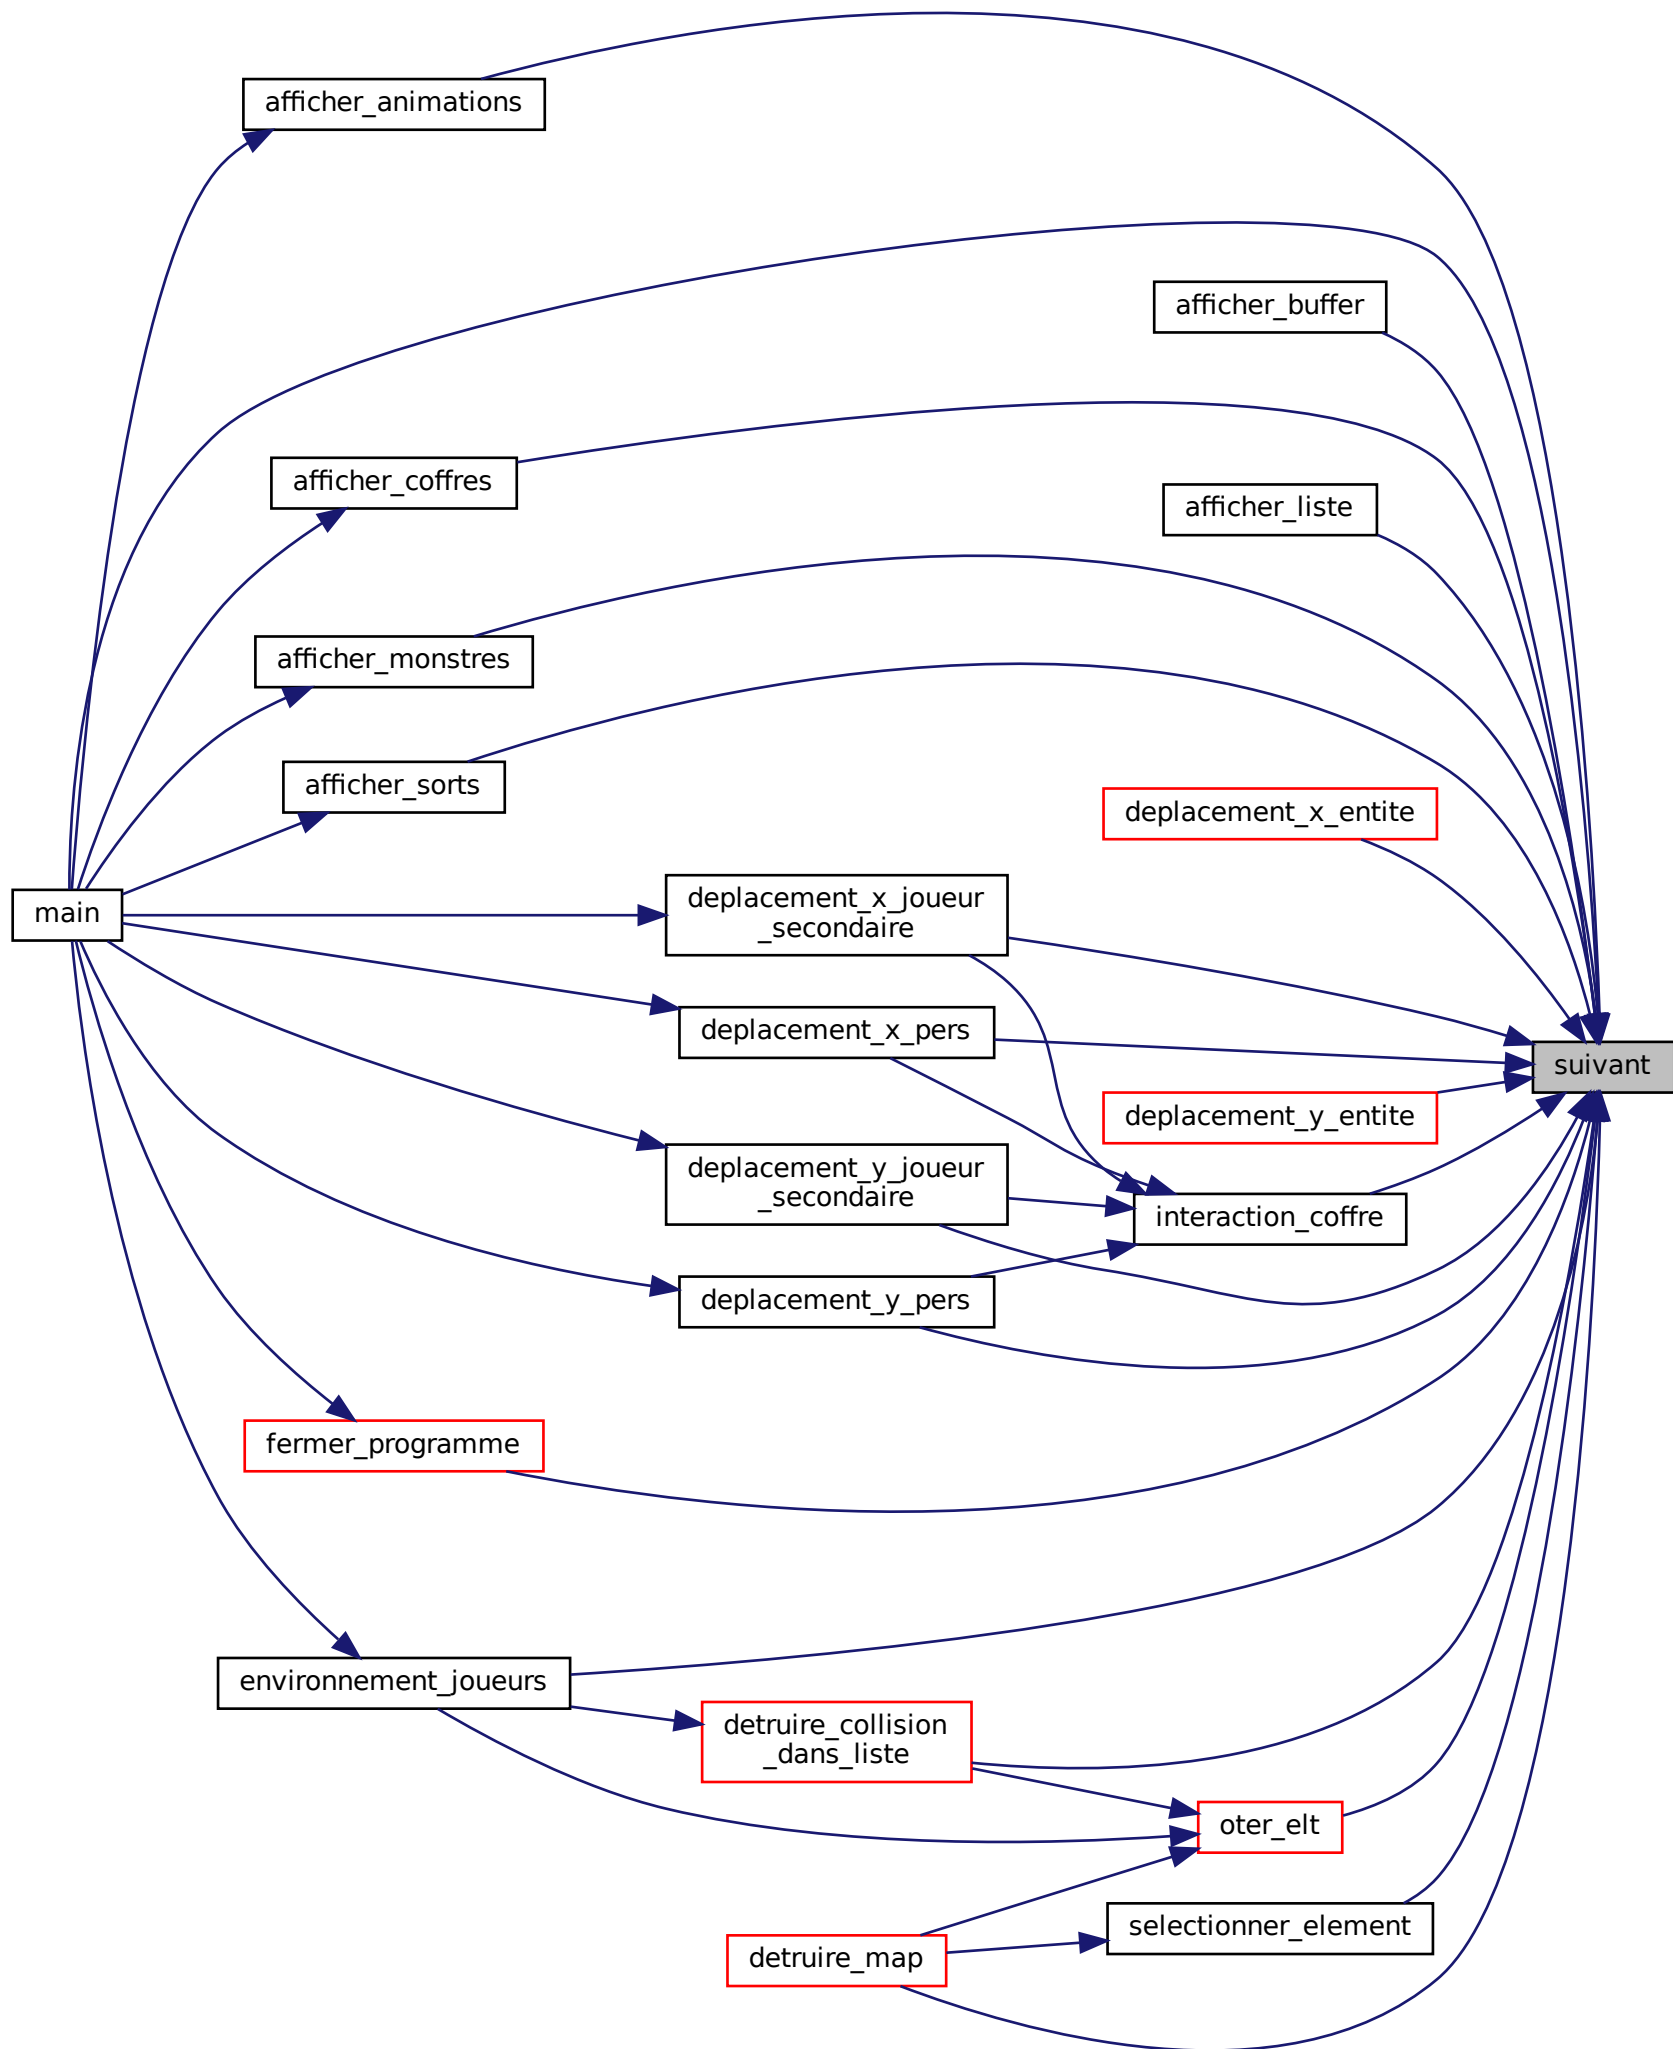 afficher_animations
afficher_buffer
afficher_coffres
afficher_liste
afficher_monstres
afficher_sorts
deplacement_x_entite
main
deplacement_x_joueur
_secondaire
deplacement_x_pers
suivant
deplacement_y_entite
deplacement_y_joueur
_secondaire
interaction_coffre
deplacement_y_pers
fermer_programme
environnement_joueurs
detruire_collision
_dans_liste
oter_elt
selectionner_element
detruire_map